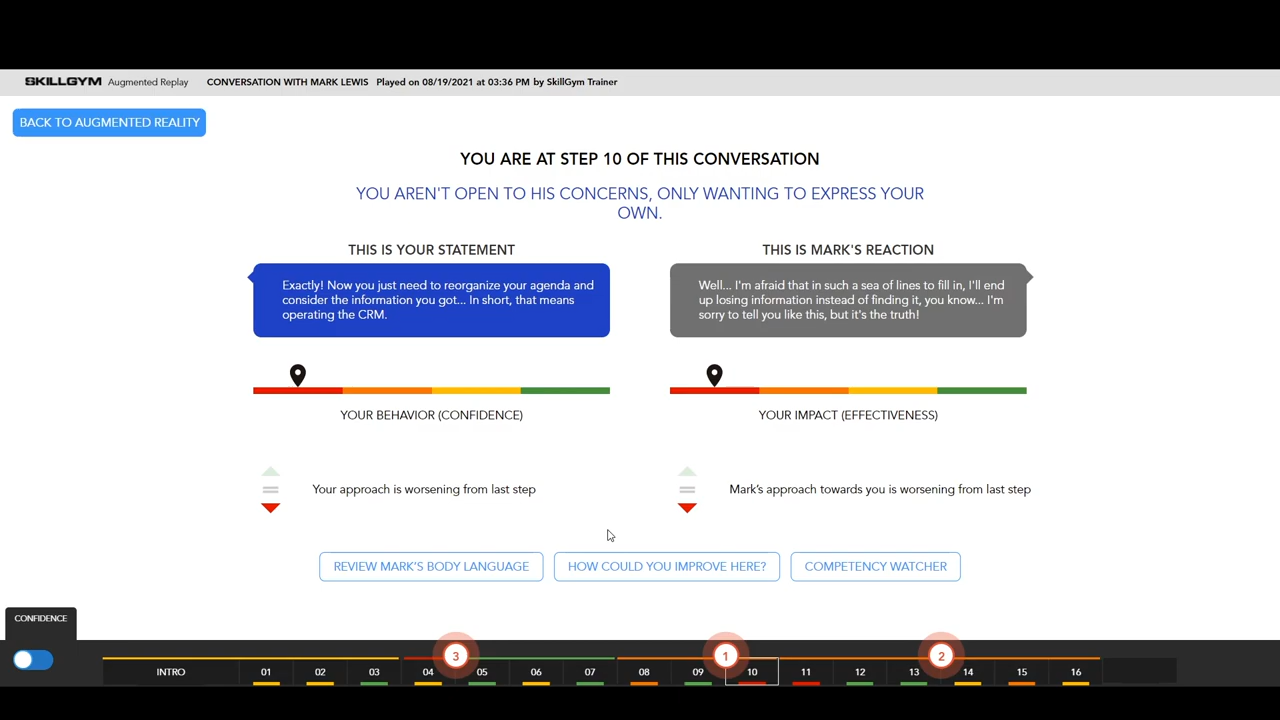 SKILLGYM Augmented Replay CONVERSATION WITH MARK LEWIS Played on 08/19/2021 at 03:36 PM by SkillGym Trainer
BACK TO AUGMENTED REALITY
YOU ARE AT STEP 10 OF THIS CONVERSATION
YOU AREN'T OPEN TO HIS CONCERNS, ONLY WANTING TO EXPRESS YOUR
OWN.
THIS IS YOUR STATEMENT
Exactly! Now you just need to reorganize your agenda and
consider the information you got... In short, that means
operating the CRM.
YOUR BEHAVIOR (CONFIDENCE)
Your approach is worsening from last step
THIS IS MARK'S REACTION
Well... I'm afraid that in such a sea of lines to fill in, I'll end
up losing information instead of finding it, you know... I'm
sorry to tell you like this, but it's the truth!
YOUR IMPACT (EFFECTIVENESS)
Mark's approach towards you is worsening from last step
REVIEW MARK'S BODY LANGUAGE
HOW COULD YOU IMPROVE HERE?
COMPETENCY WATCHER
CONFIDENCE
3 1 2
INTRO 01 02 03 04 05 06 07 08 09 10 11 12 13 14 15 16